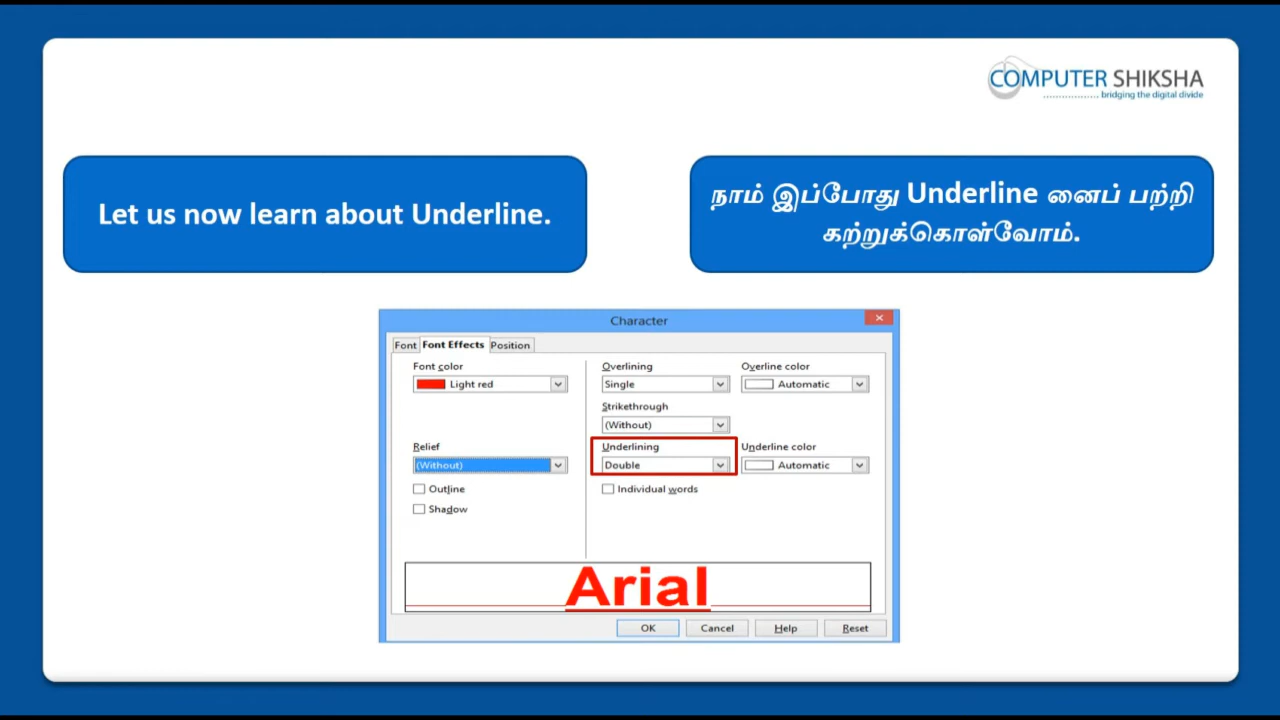 COMPUTER SHIKSHA
bridging the digital divide
Let us now learn about Underline.
நாம் இப்போது Underline னைப் பற்றி
கற்றுக்கொள்வோம்.
Character
Font Font Effects Position
Font color
Light red
Overlining
Single
Overline color
Automatic
Strikethrough
(Without)
Relief
(Without)
Underlining
Double
Underline color
Automatic
Outline
Individual words
Shadow
Arial
OK Cancel Help Reset